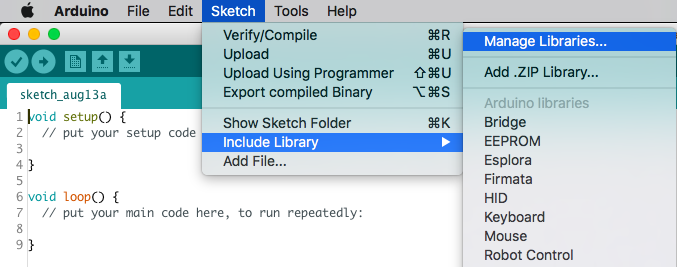 Arduino File Edit Sketch Tools Help
Verify/Compile ⌘R
Upload ⌘U
Upload Using Programmer ⇧⌘U
Export compiled Binary ⌥⌘S
Show Sketch Folder ⌘K
Include Library
Add File...
Manage Libraries...
Add .ZIP Library...
Arduino libraries
Bridge
EEPROM
Esplora
Firmata
HID
Keyboard
Mouse
Robot Control
sketch_aug13a
1 void setup() {
2 // put your setup code
3
4 }
5
6 void loop() {
7 // put your main code here, to run repeatedly:
8
9 }